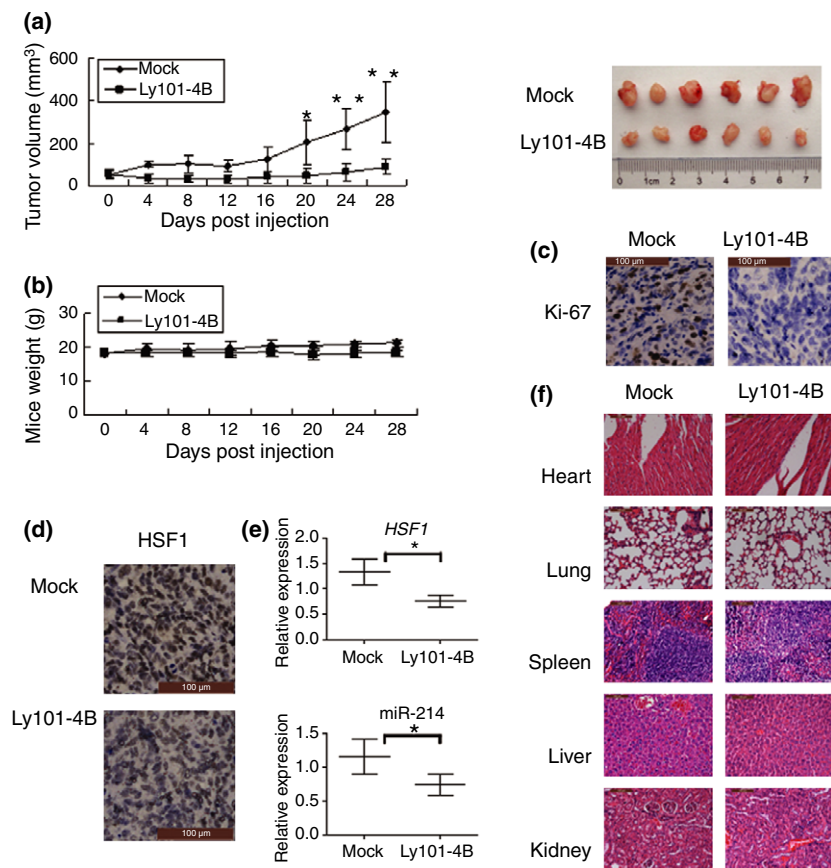 (a)
Tumor volume (mm³)
600
400
200
0
Mock
Ly101-4B
*
* *
* *
0 4 8 12 16 20 24 28
Days post injection
Mock
Ly101-4B
0 1cm 2 3 4 5 6 7
(b)
Mice weight (g)
30
20
10
0
Mock
Ly101-4B
0 4 8 12 16 20 24 28
Days post injection
(c)
Mock Ly101-4B
100 µm 100 µm
Ki-67
(d)
HSF1
Mock
100 µm
Ly101-4B
100 µm
(e)
HSF1
Relative expression
2.0
1.5
1.0
0.5
0.0
*
Mock Ly101-4B
miR-214
Relative expression
1.5
1.0
0.5
0.0
*
Mock Ly101-4B
(f)
Mock Ly101-4B
Heart
Lung
Spleen
Liver
Kidney